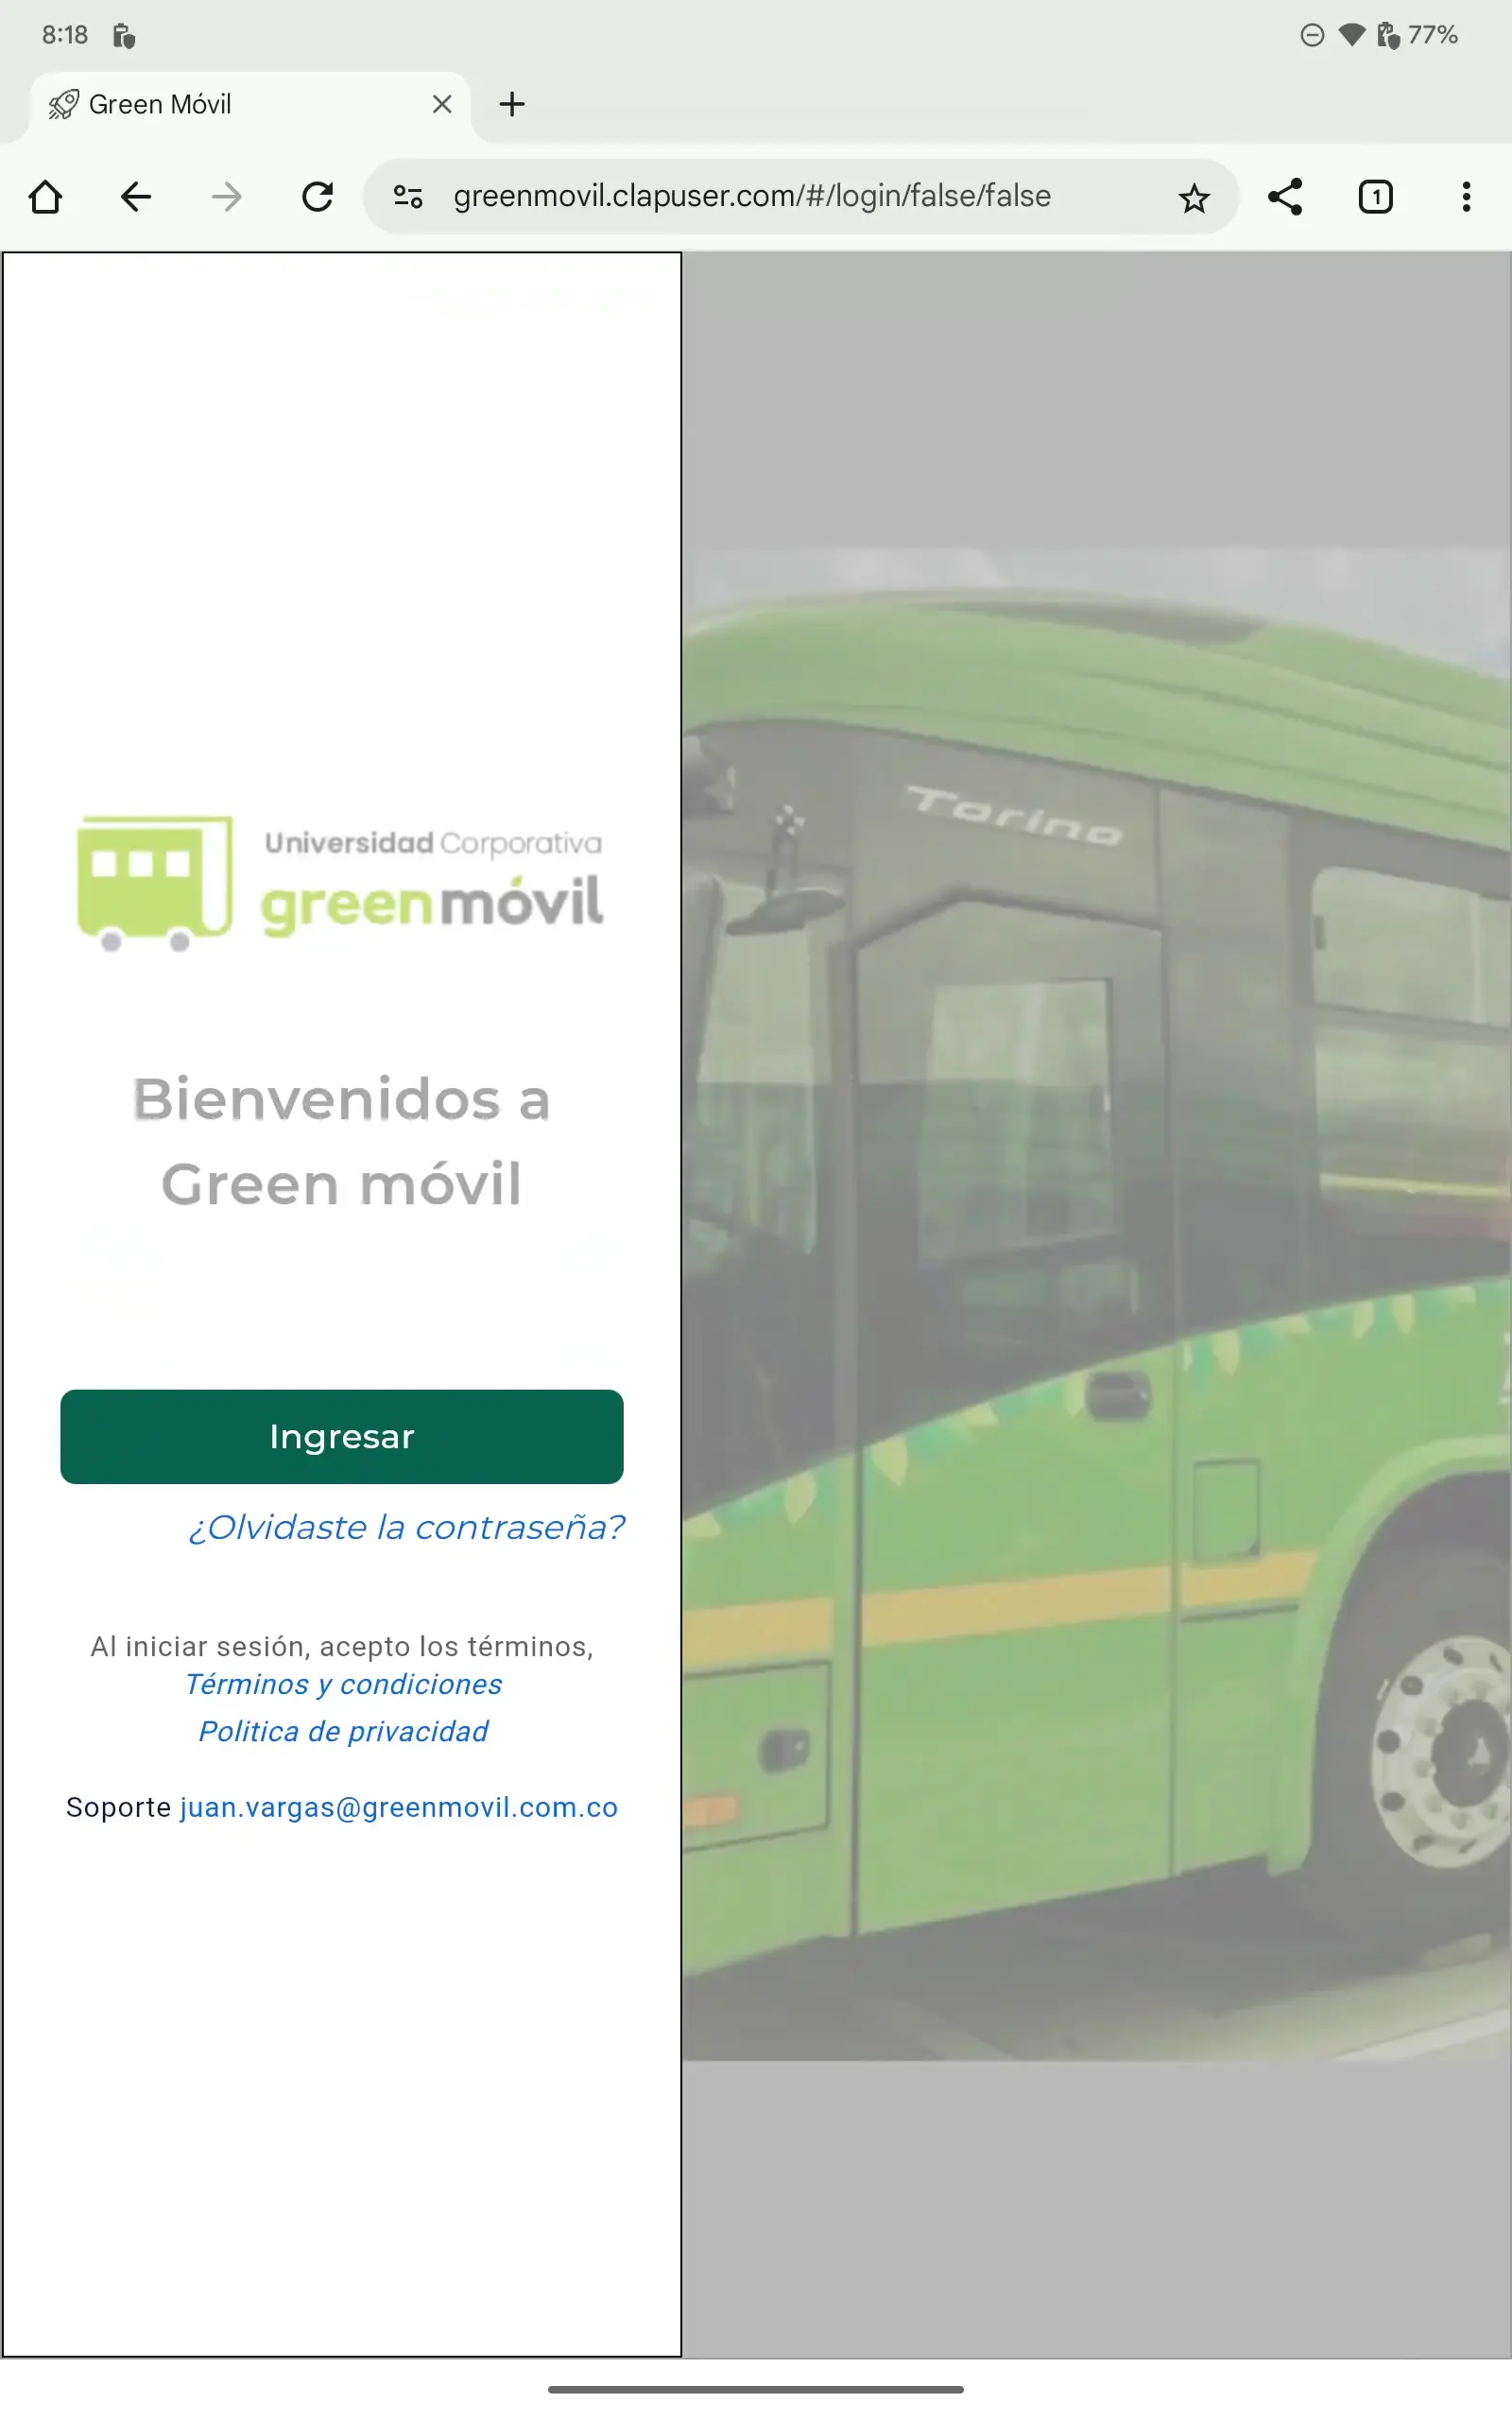 8:18
77%
Green Móvil
greenmovil.clapuser.com/#/login/false/false
1
Universidad Corporativa
greenmóvil
Bienvenidos a
Green móvil
Ingresar
¿Olvidaste la contraseña?
Al iniciar sesión, acepto los términos,
Términos y condiciones
Politica de privacidad
Soporte juan.vargas@greenmovil.com.co
Torino